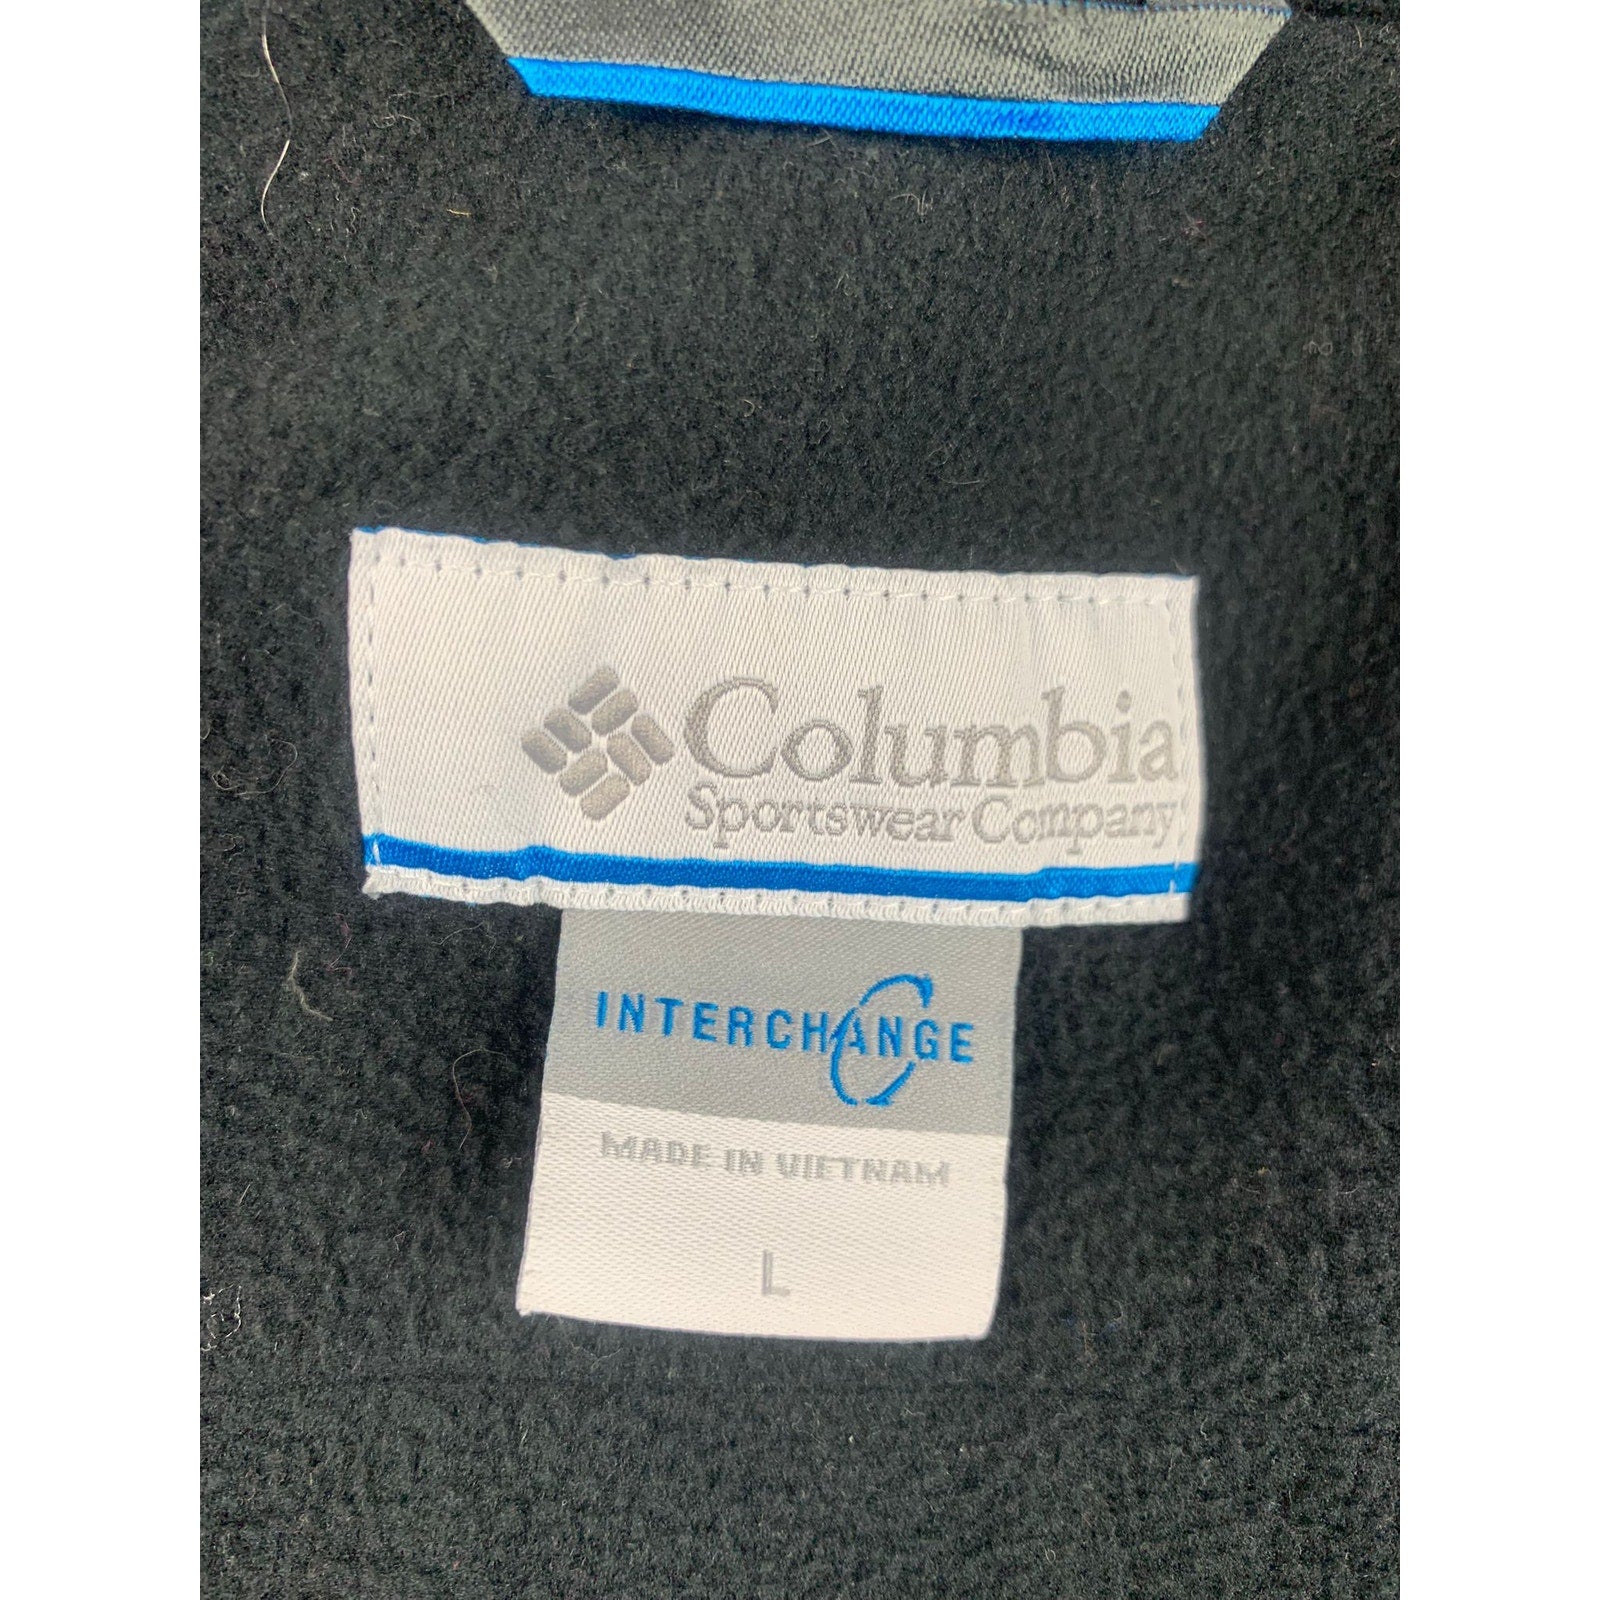 Columbia
Sportswear Company
INTERCHANGE
MADE IN VIETNAM
L